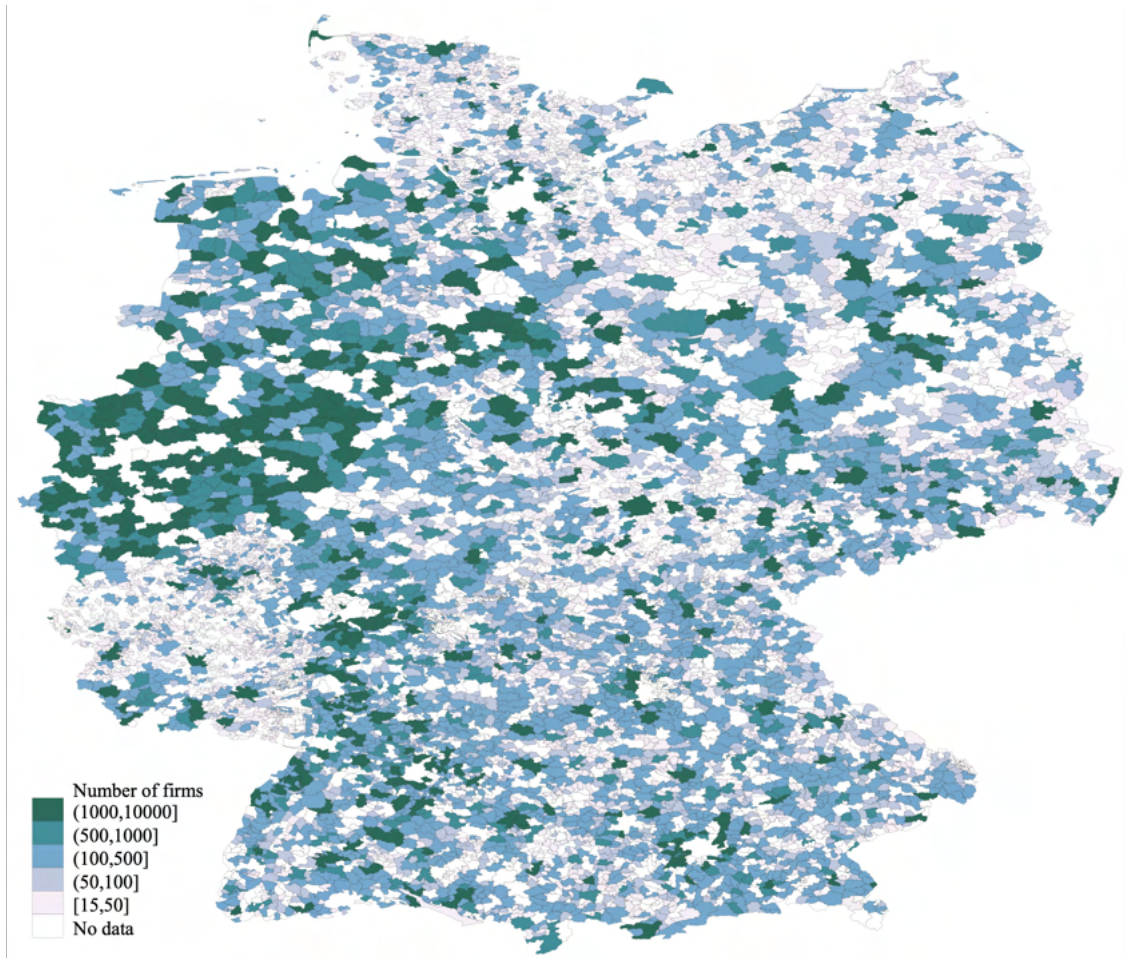 Number of firms
(1000,10000]
(500,1000]
(100,500]
(50,100]
[15,50]
No data